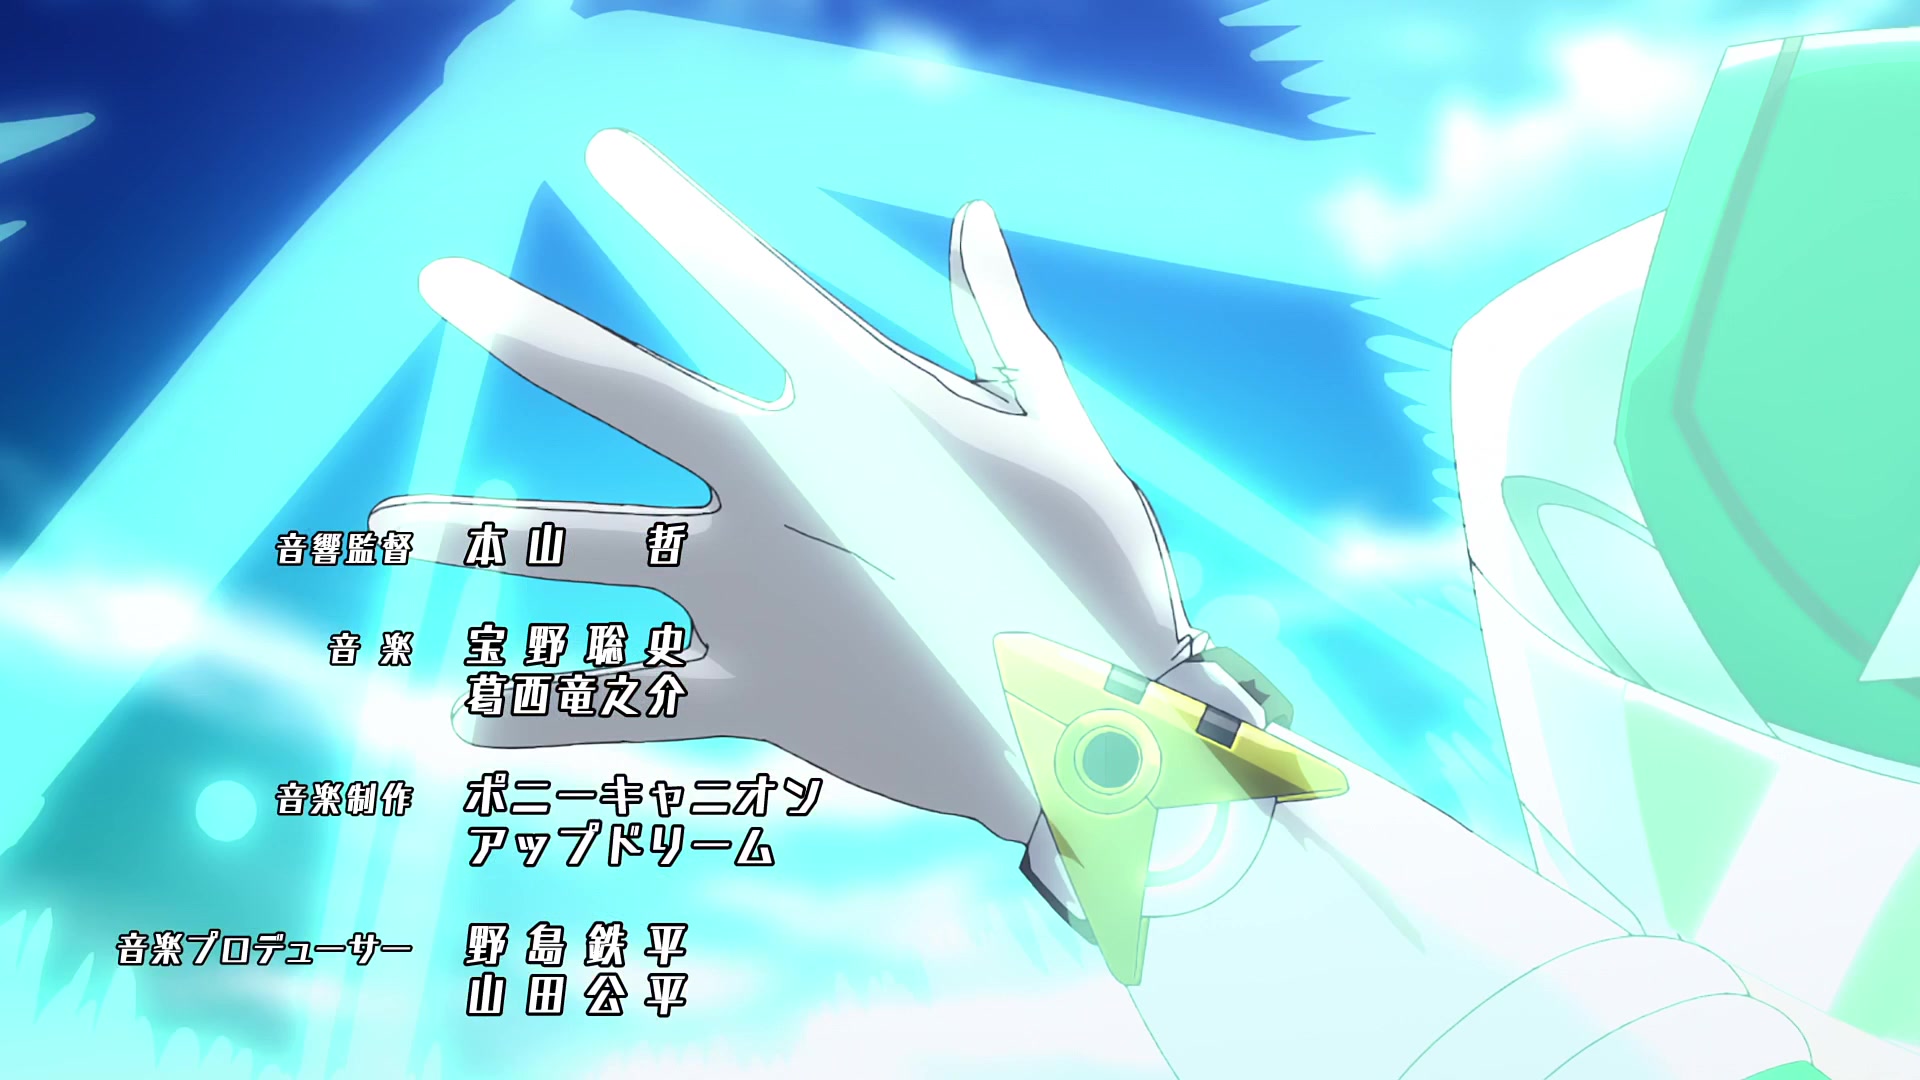 音響監督 本山 哲
音楽 宝野聡史
葛西竜之介
音楽制作 ポニーキャニオン
アップドリーム
音楽プロデューサー 野島鉄平
山田公平